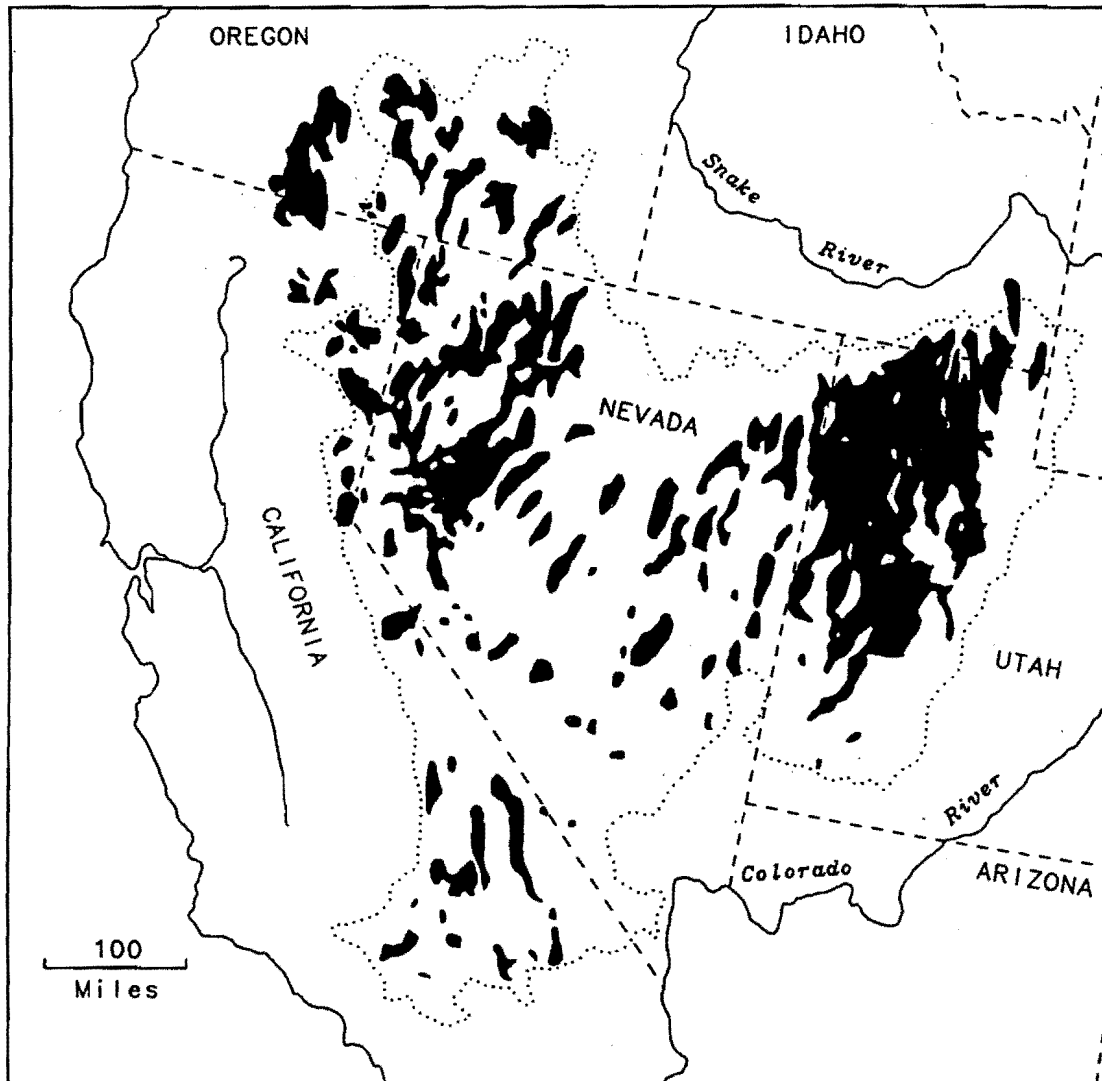 OREGON
IDAHO
Snake
River
NEVADA
CALIFORNIA
UTAH
River
Colorado
ARIZONA
100
Miles